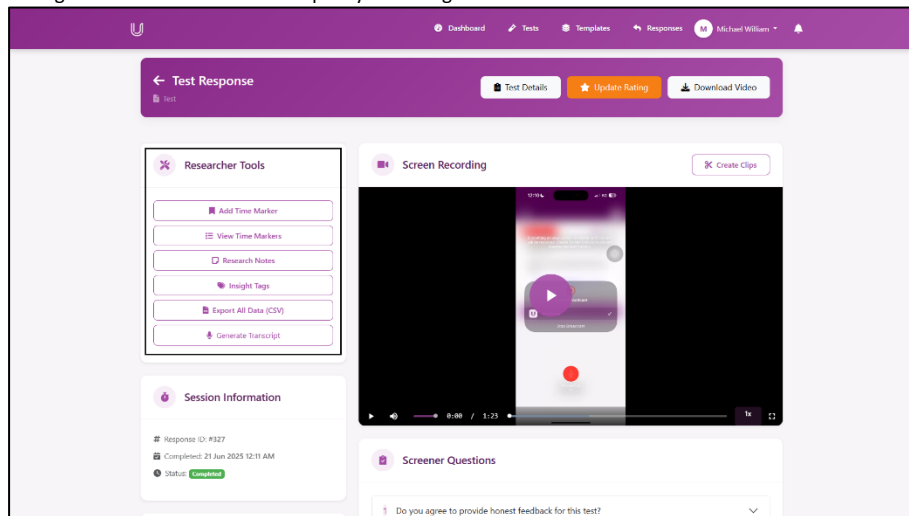 Dashboard
Tests
Templates
Responses
M
Michael William
Test Response
Test
Test Details
Update Rating
Download Video
Researcher Tools
Add Time Marker
View Time Markers
Research Notes
Insight Tags
Export All Data (CSV)
Generate Transcript
Screen Recording
Create Clips
0:00 / 1:23
1x
Session Information
# Response ID: #327
Completed: 21 Jun 2025 12:11 AM
Status: Completed
Screener Questions
1 Do you agree to provide honest feedback for this test?